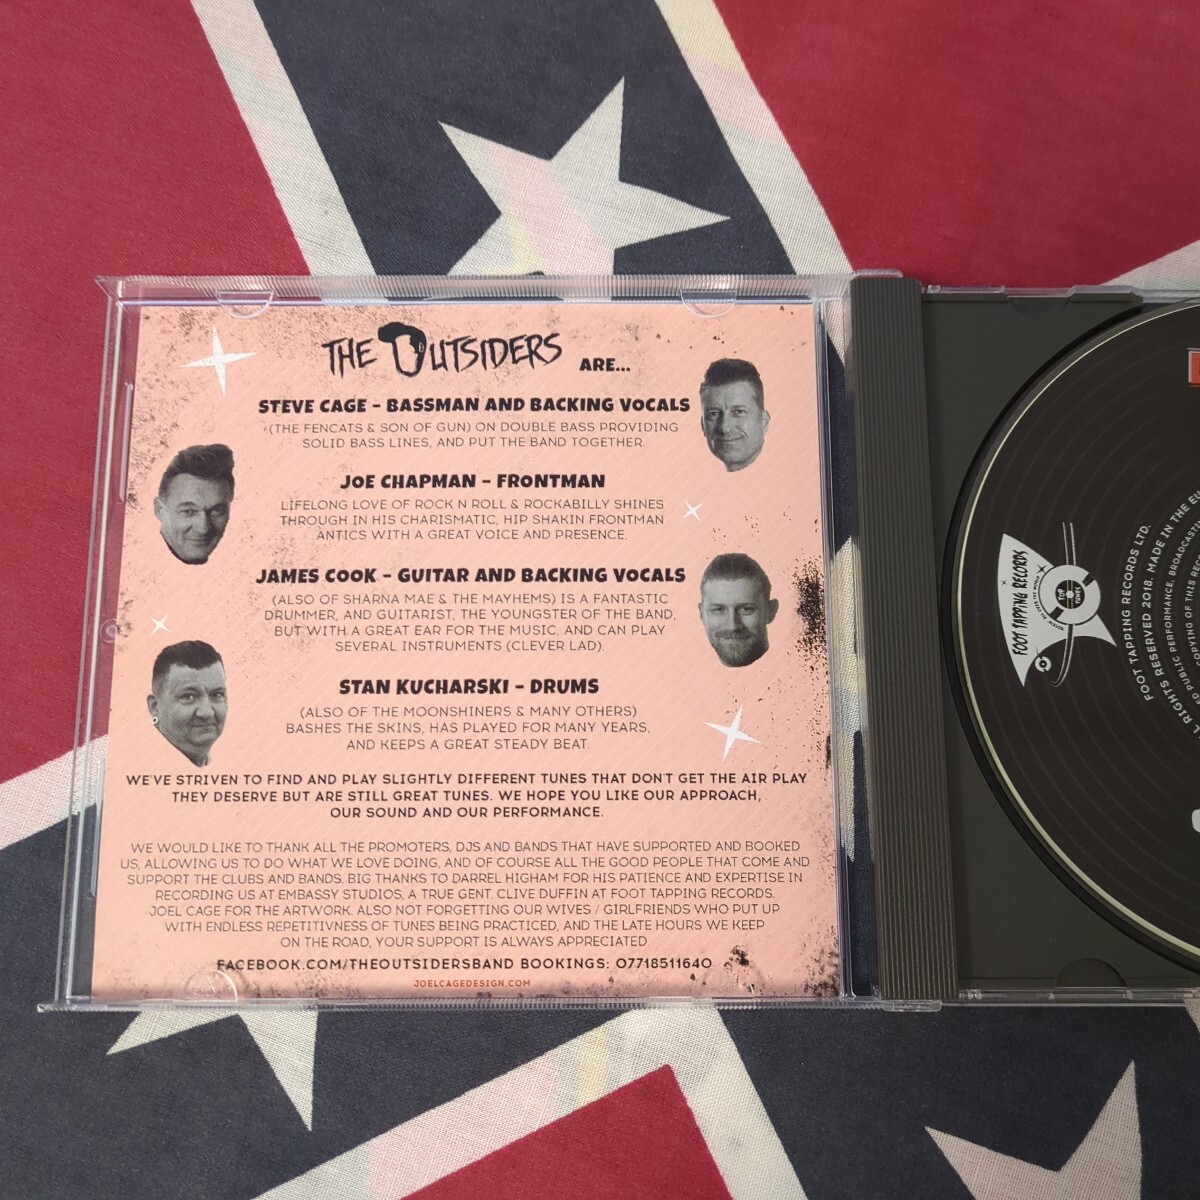 THE OUTSIDERS ARE...
STEVE CAGE – BASSMAN AND BACKING VOCALS
(THE FENCATS & SON OF GUN) ON DOUBLE BASS PROVIDING
SOLID BASS LINES, AND PUT THE BAND TOGETHER.
JOE CHAPMAN – FRONTMAN
LIFELONG LOVE OF ROCK N ROLL & ROCKABILLY SHINES
THROUGH IN HIS CHARISMATIC, HIP SHAKIN FRONTMAN
ANTICS WITH A GREAT VOICE AND PRESENCE.
JAMES COOK – GUITAR AND BACKING VOCALS
(ALSO OF SHARNA MAE & THE MAYHEMS) IS A FANTASTIC
DRUMMER, AND GUITARIST, THE YOUNGSTER OF THE BAND,
BUT WITH A GREAT EAR FOR THE MUSIC, AND CAN PLAY
SEVERAL INSTRUMENTS (CLEVER LAD).
STAN KUCHARSKI – DRUMS
(ALSO OF THE MOONSHINERS & MANY OTHERS)
BASHES THE SKINS, HAS PLAYED FOR MANY YEARS,
AND KEEPS A GREAT STEADY BEAT.
WE'VE STRIVEN TO FIND AND PLAY SLIGHTLY DIFFERENT TUNES THAT DON'T GET THE AIR PLAY
THEY DESERVE BUT ARE STILL GREAT TUNES. WE HOPE YOU LIKE OUR APPROACH,
OUR SOUND AND OUR PERFORMANCE.
WE WOULD LIKE TO THANK ALL THE PROMOTERS, DJS AND BANDS THAT HAVE SUPPORTED AND BOOKED
US, ALLOWING US TO DO WHAT WE LOVE DOING, AND OF COURSE ALL THE GOOD PEOPLE THAT COME AND
SUPPORT THE CLUBS AND BANDS. BIG THANKS TO DARREL HIGHAM FOR HIS PATIENCE AND EXPERTISE IN
RECORDING US AT EMBASSY STUDIOS, A TRUE GENT. CLIVE DUFFIN AT FOOT TAPPING RECORDS.
JOEL CAGE FOR THE ARTWORK. ALSO NOT FORGETTING OUR WIVES / GIRLFRIENDS WHO PUT UP
WITH ENDLESS REPETITIVNESS OF TUNES BEING PRACTICED, AND THE LATE HOURS WE KEEP
ON THE ROAD, YOUR SUPPORT IS ALWAYS APPRECIATED.
FACEBOOK.COM/THEOUTSIDERSBAND BOOKINGS: 07718511640
JOELCAGEDESIGN.COM
FOOT TAPPING RECORDS
FOOT TAPPING RECORDS LTD.
RIGHTS RESERVED 2018. MADE IN THE
PUBLIC PERFORMANCE, BROADCASTI
COPYING OF THIS REC